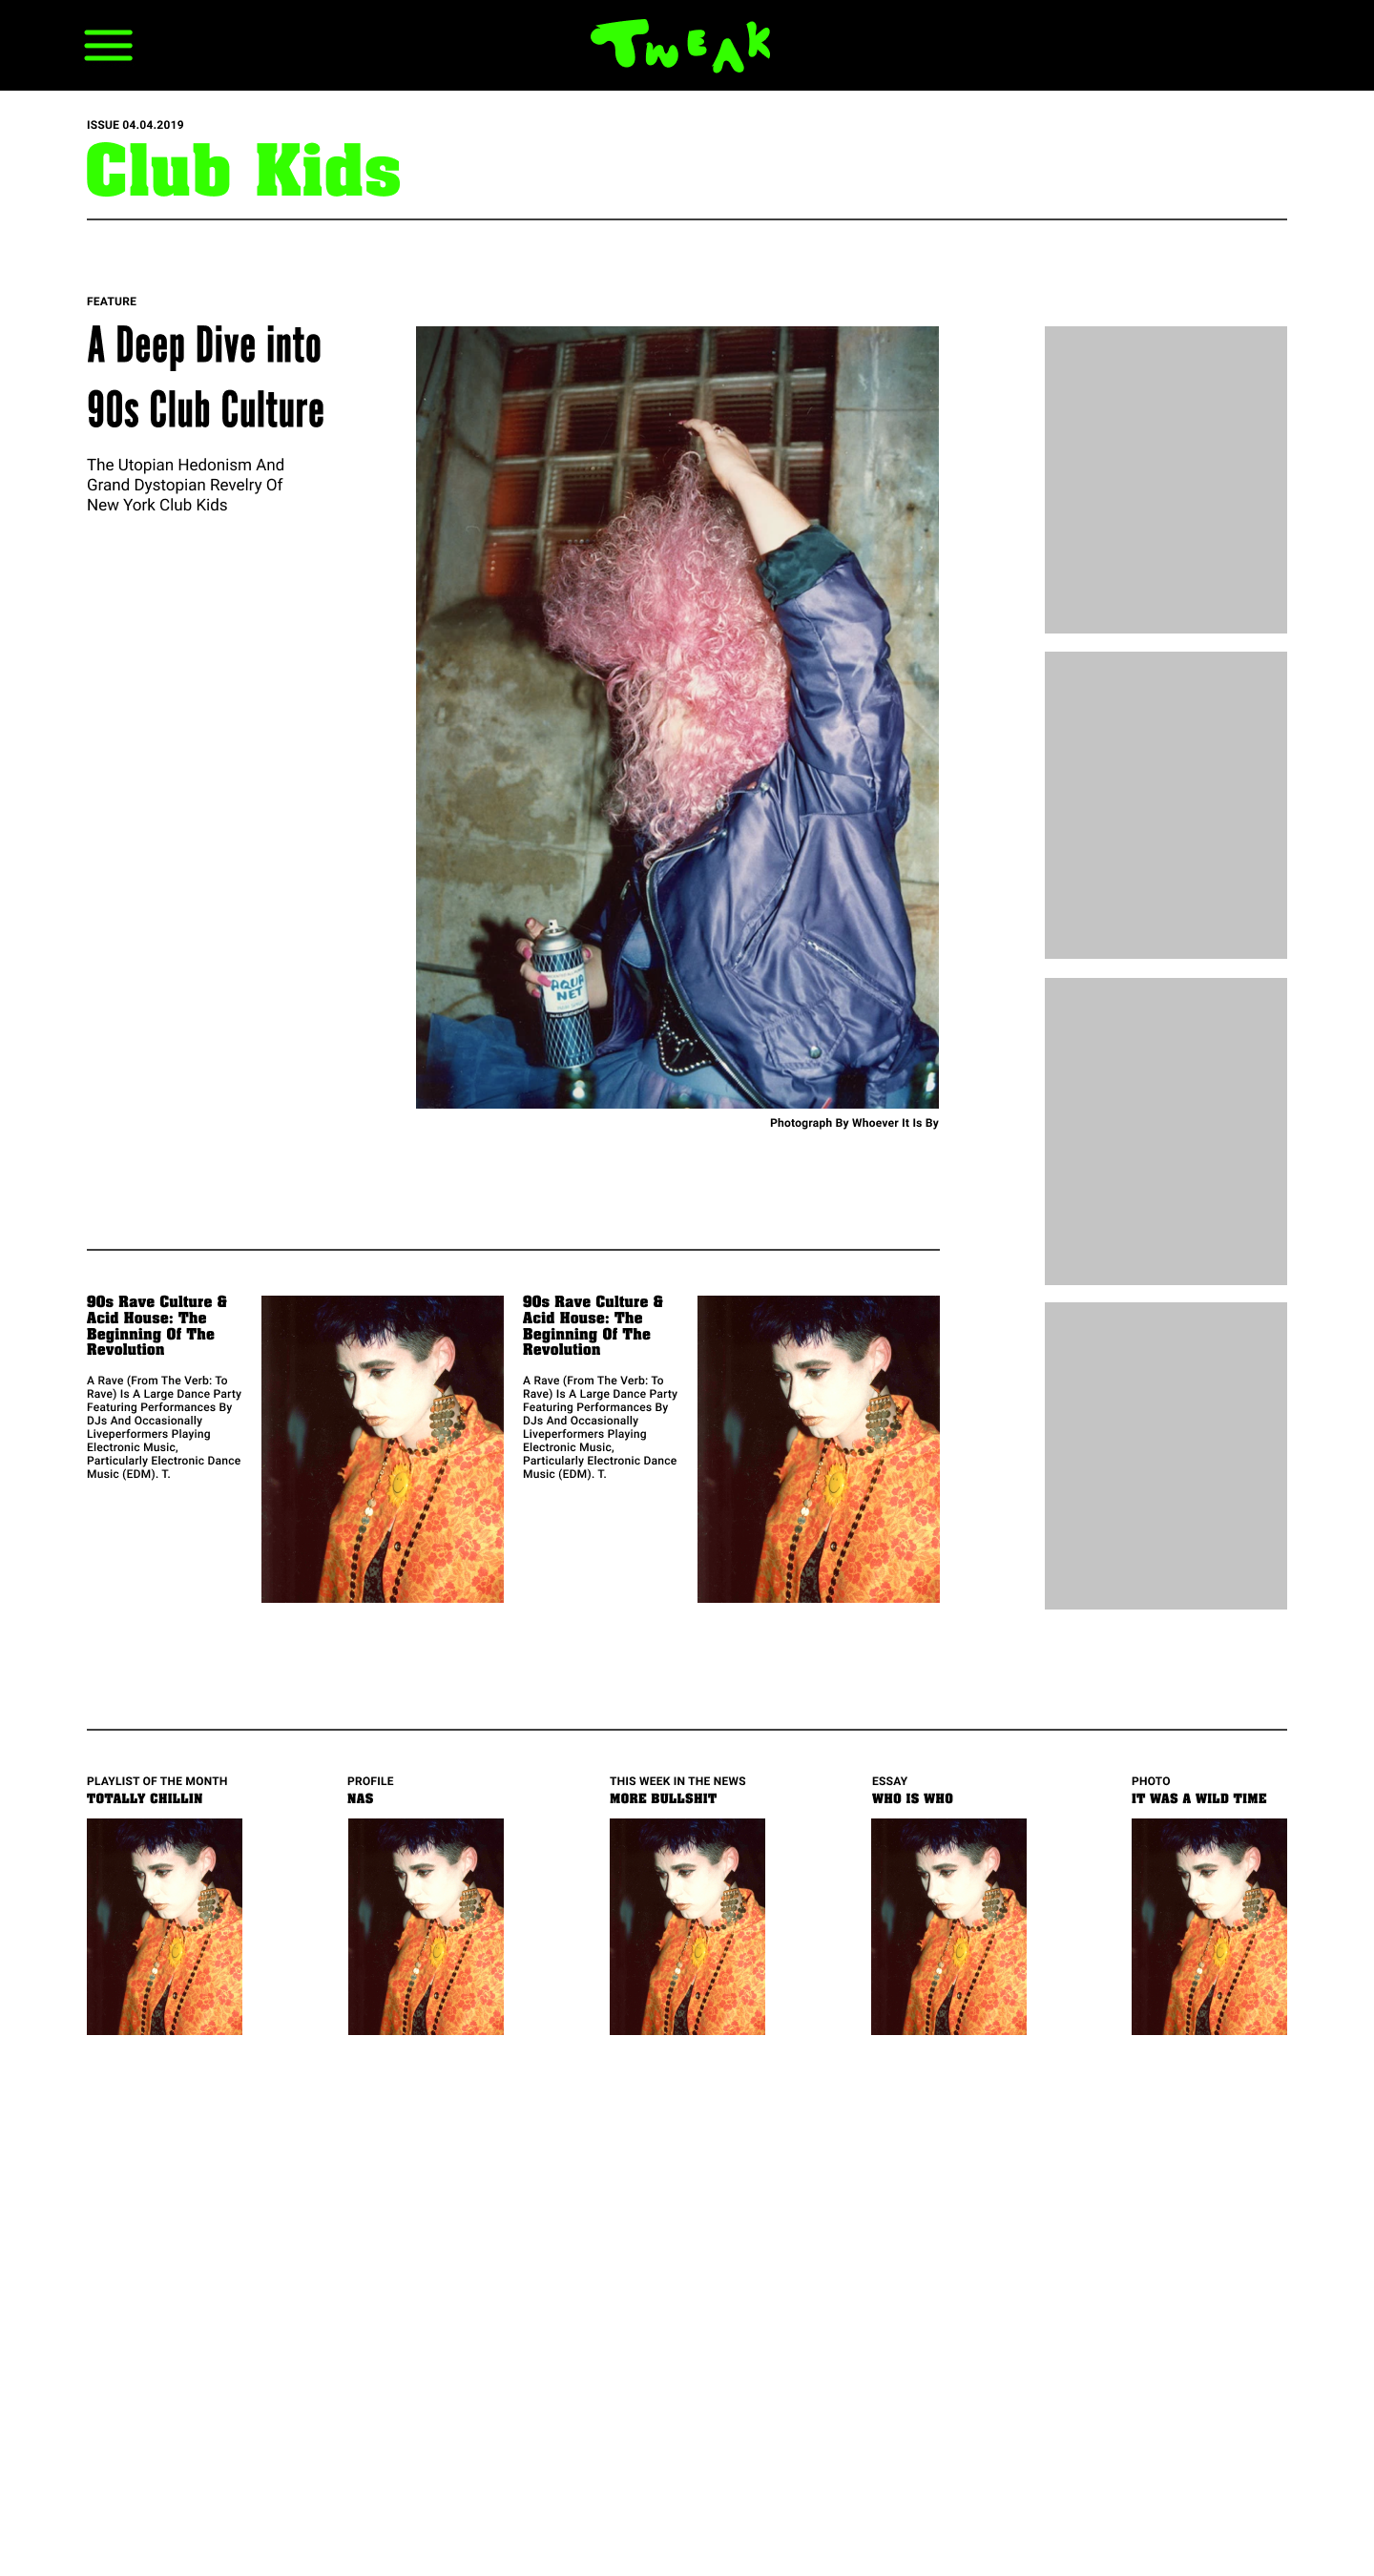 TWEAK
ISSUE 04.04.2019
Club Kids
FEATURE
A Deep Dive into
90s Club Culture
The Utopian Hedonism And
Grand Dystopian Revelry Of
New York Club Kids
AQUA
NET
Photograph By Whoever It Is By
90s Rave Culture &
Acid House: The
Beginning Of The
Revolution
A Rave (From The Verb: To
Rave) Is A Large Dance Party
Featuring Performances By
DJs And Occasionally
Liveperformers Playing
Electronic Music,
Particularly Electronic Dance
Music (EDM). T.
90s Rave Culture &
Acid House: The
Beginning Of The
Revolution
A Rave (From The Verb: To
Rave) Is A Large Dance Party
Featuring Performances By
DJs And Occasionally
Liveperformers Playing
Electronic Music,
Particularly Electronic Dance
Music (EDM). T.
PLAYLIST OF THE MONTH
TOTALLY CHILLIN
PROFILE
NAS
THIS WEEK IN THE NEWS
MORE BULLSHIT
ESSAY
WHO IS WHO
PHOTO
IT WAS A WILD TIME